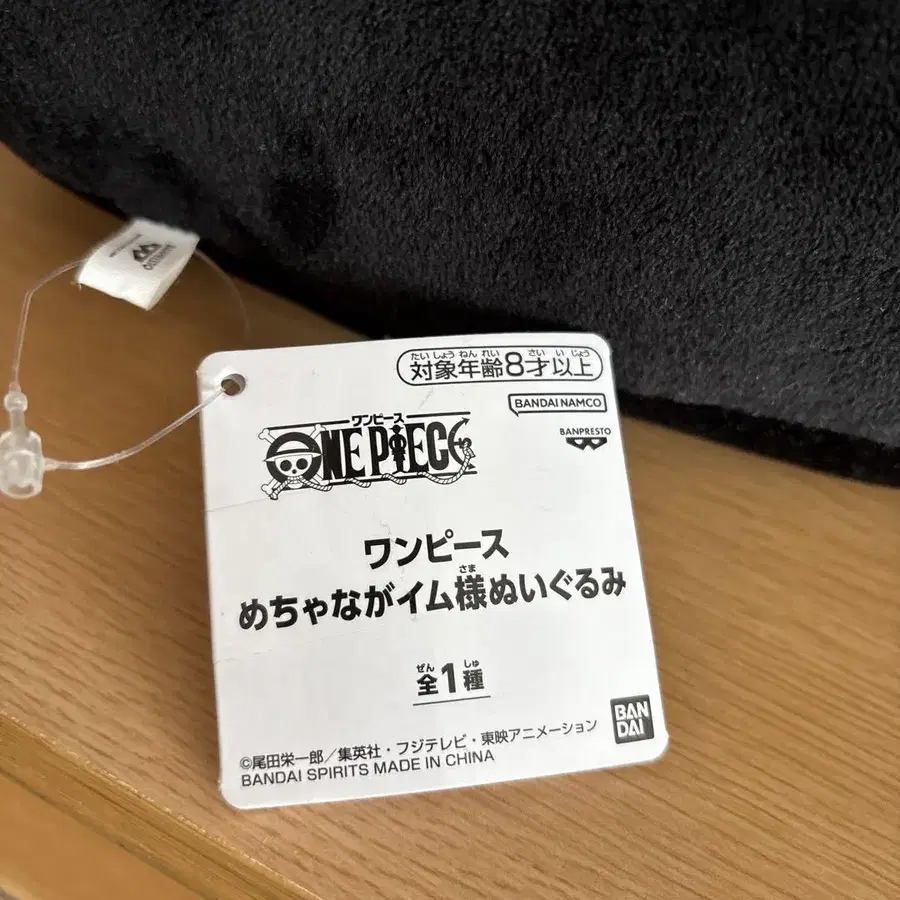 たいしょうねんれい さい いじょう
対象年齢8才以上
BANDAI NAMCO
BANPRESTO
ワンピース
ONE PIECE
ワンピース
さま
めちゃながイム様ぬいぐるみ
ぜん しゅ
全1種
BAN
DAI
©尾田栄一郎/集英社・フジテレビ・東映アニメーション
BANDAI SPIRITS MADE IN CHINA